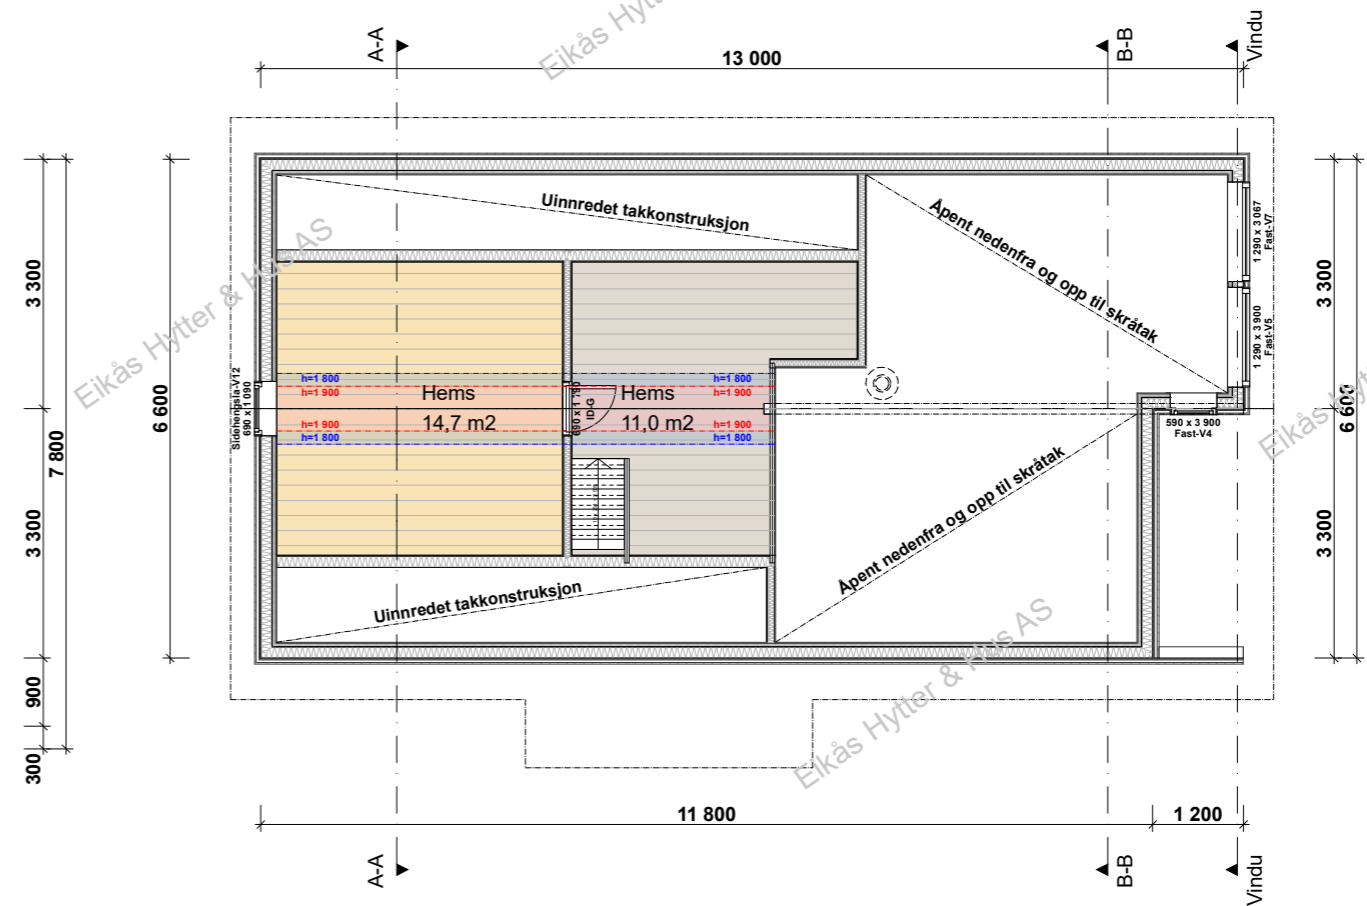 Eikås Hytter
A-A
B-B
Vindu
13 000
Uinnredet takkonstruksjon
Åpent nedenfra og opp til skråtak
1 290 x 3 067
Fast-V7
1 290 x 3 900
Fast-V5
Eikås Hytter & Hus AS
3 300
3 300
7 800
6 600
900
300
Sidehengsla-V12
690 x 1 090
h=1 800
h=1 900
Hems
14,7 m2
h=1 900
h=1 800
ID-G
Hems
11,0 m2
h=1 800
h=1 900
h=1 900
h=1 800
590 x 3 900
Fast-V4
3 300
3 300
6 600
Eikås Hytter
Åpent nedenfra og opp til skråtak
Uinnredet takkonstruksjon
Eikås Hytter & Hus AS
11 800
1 200
A-A
B-B
Vindu